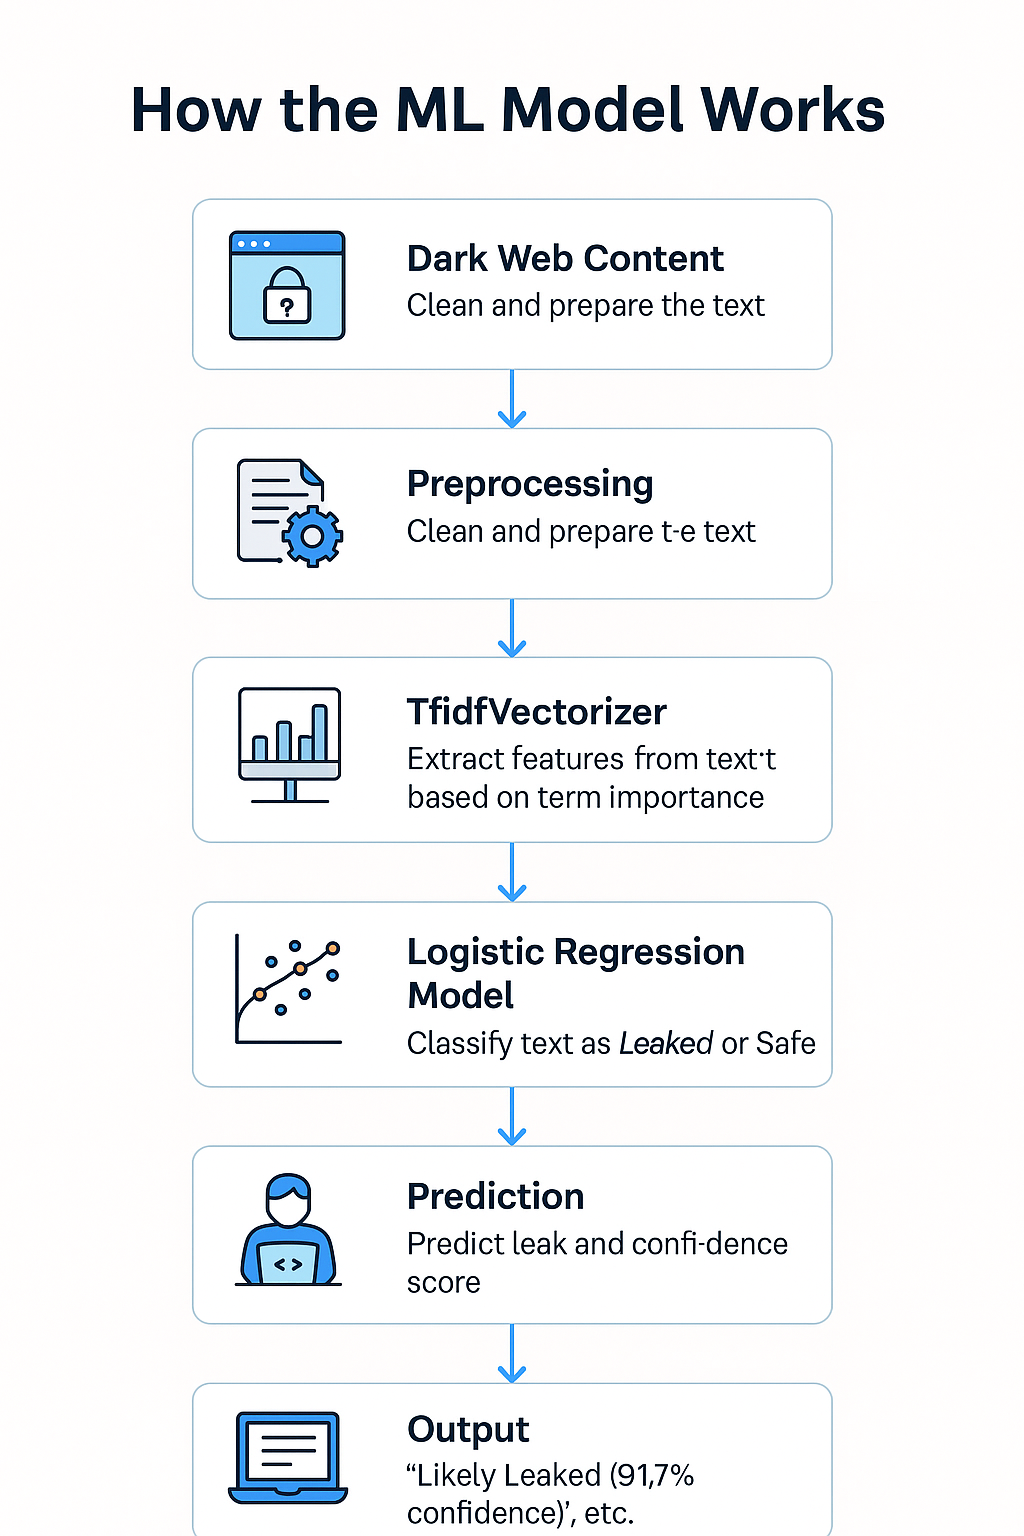 How the ML Model Works
Dark Web Content
Clean and prepare the text
?
Preprocessing
Clean and prepare t-e text
TfidfVectorizer
Extract features from text·t
based on term importance
Logistic Regression
Model
Classify text as Leaked or Safe
Prediction
Predict leak and confi-dence
score
< >
Output
“Likely Leaked (91,7%
confidence)’, etc.